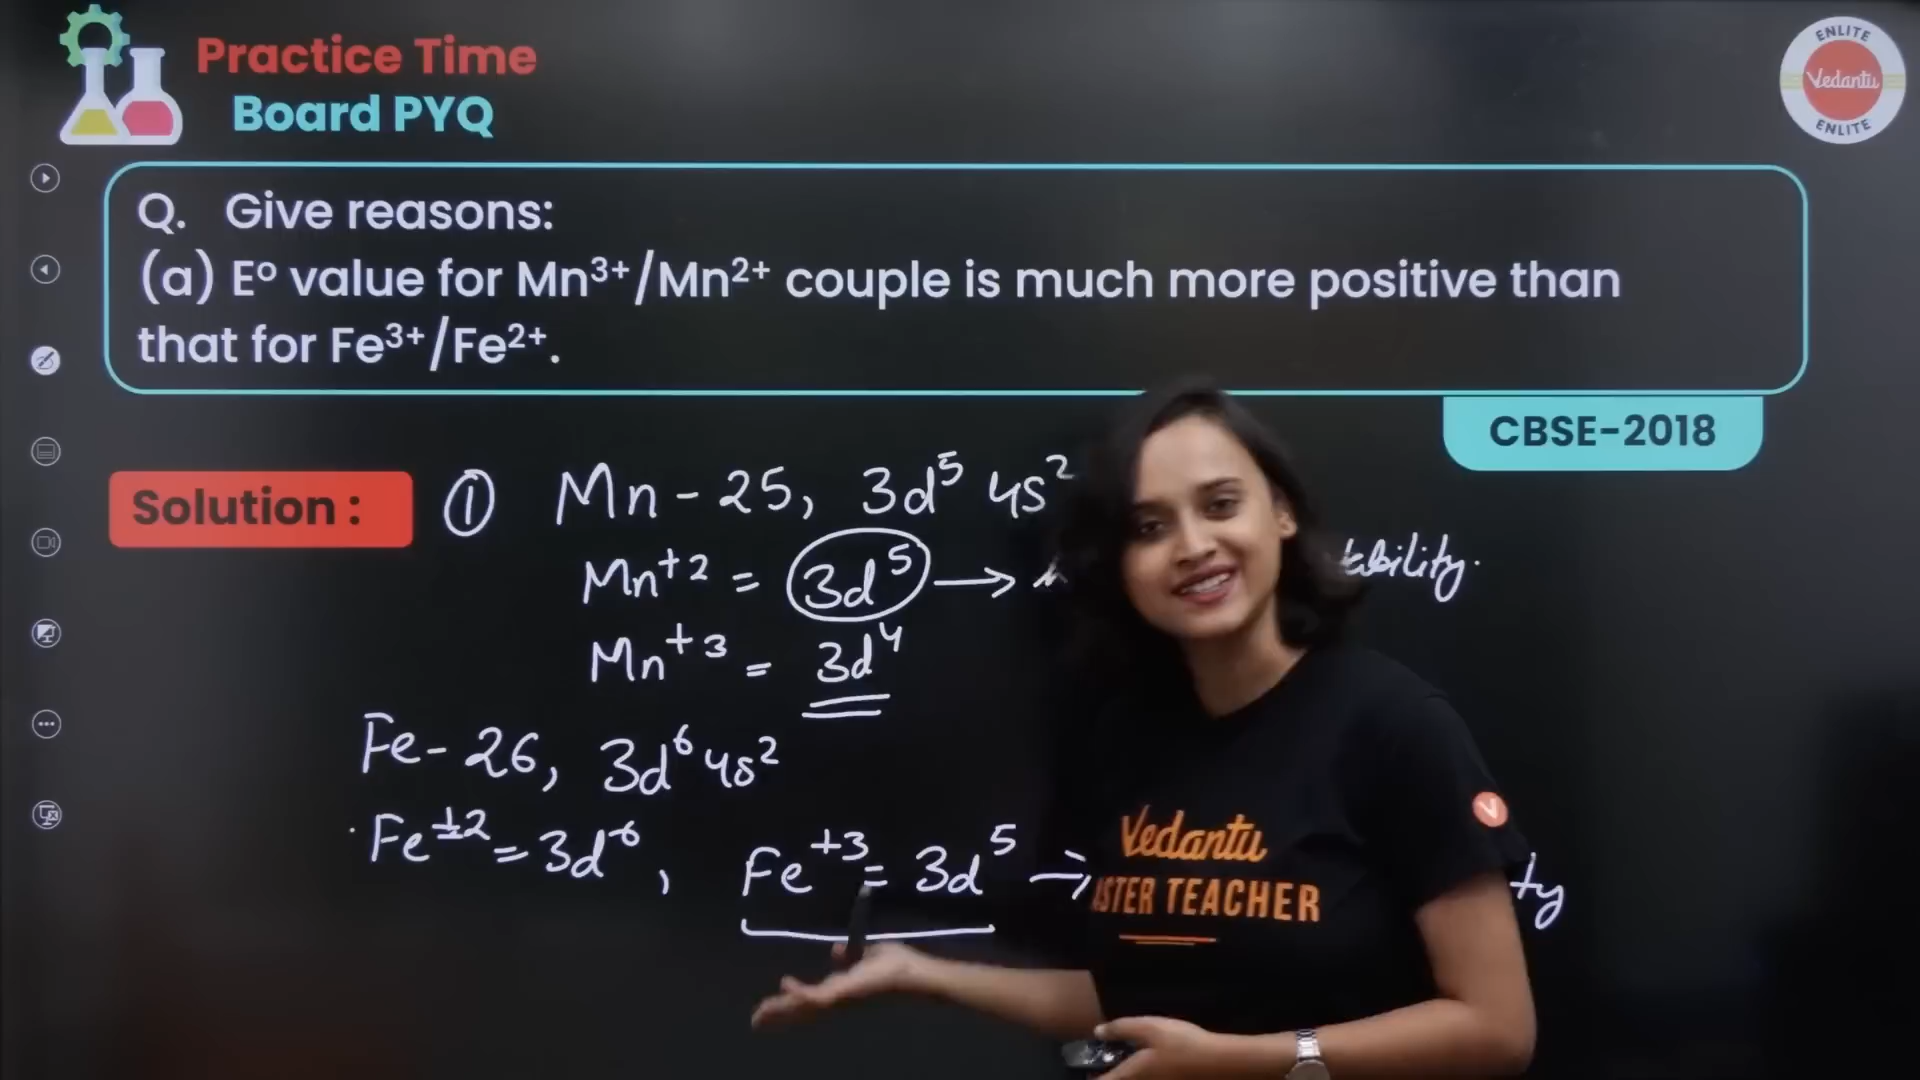 Practice Time
Board PYQ
ENLITE
Vedantu
ENLITE
Q. Give reasons:
(a) Eº value for Mn³⁺/Mn²⁺ couple is much more positive than
that for Fe³⁺/Fe²⁺.
CBSE-2018
Solution :
① Mn - 25, 3d⁵ 4s²
Mn⁺² = 3d⁵ →
Mn⁺³ = 3d⁴
Fe - 26, 3d⁶ 4s²
Fe⁺² = 3d⁶, Fe⁺³ = 3d⁵ →
Vedantu
TEACHER
V